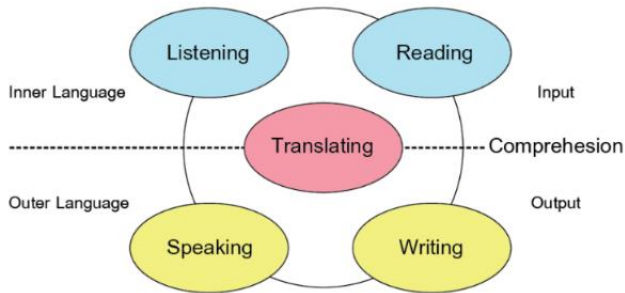 Listening
Reading
Inner Language
Input
Translating
Comprehesion
Outer Language
Output
Speaking
Writing